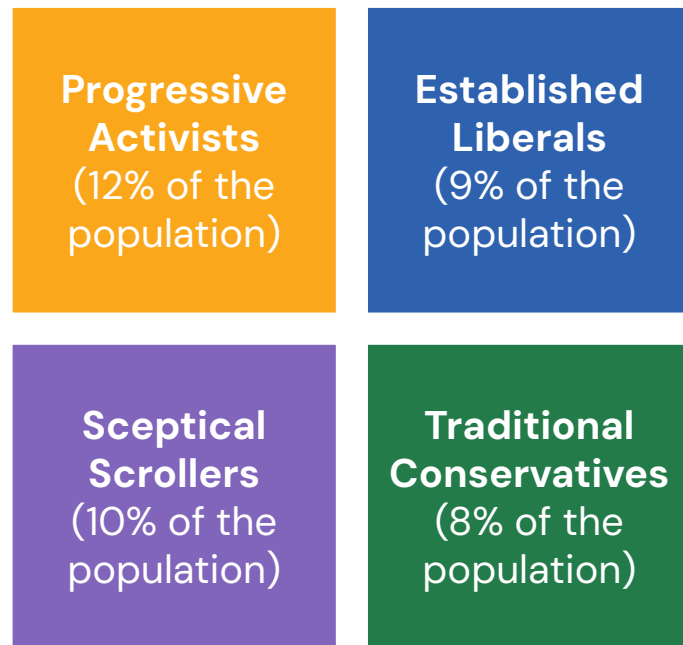 Progressive
Activists
(12% of the
population)
Established
Liberals
(9% of the
population)
Sceptical
Scrollers
(10% of the
population)
Traditional
Conservatives
(8% of the
population)